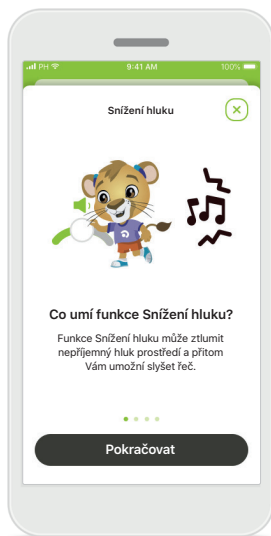 PH 9:41 AM 100%
Snížení hluku
Co umí funkce Snížení hluku?
Funkce Snížení hluku může ztlumit
nepříjemný hluk prostředí a přitom
Vám umožní slyšet řeč.
Pokračovat